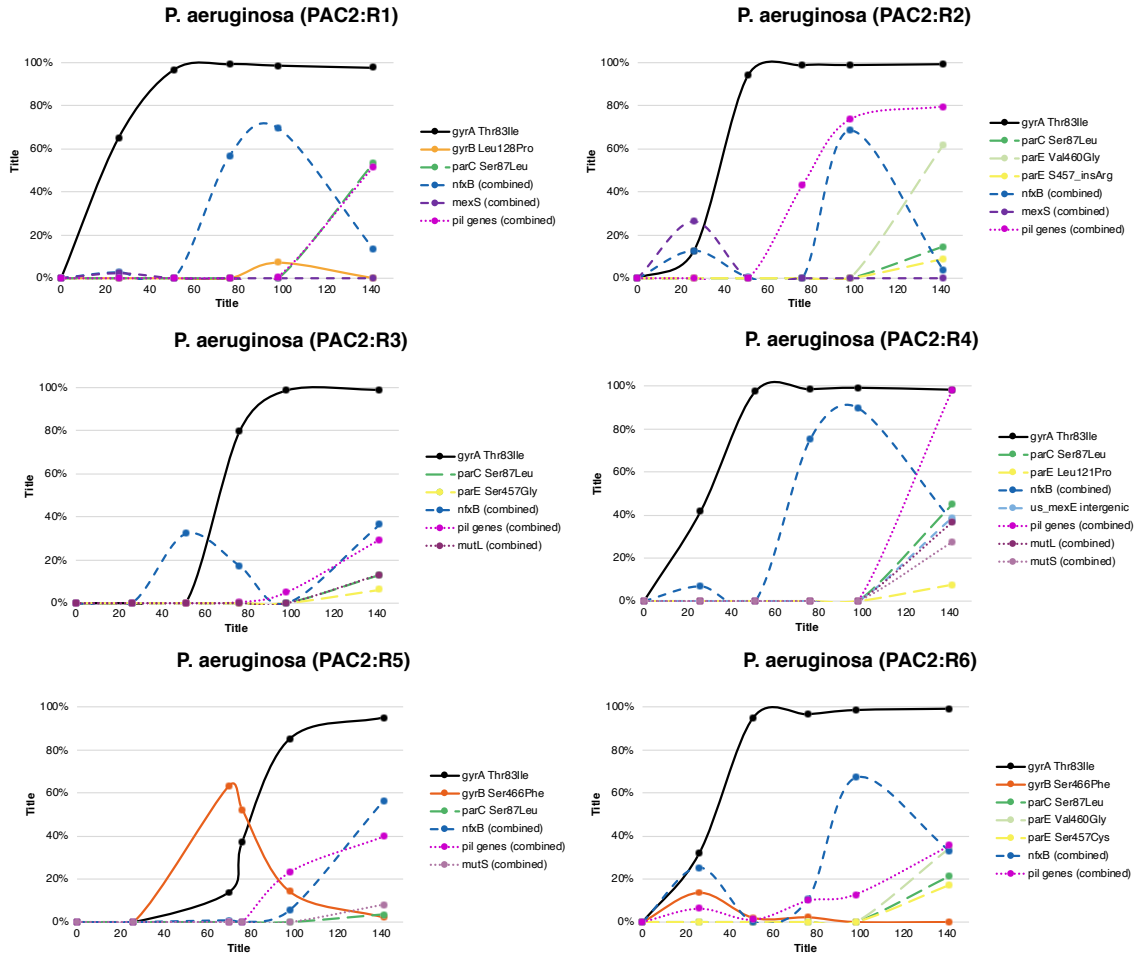 P. aeruginosa (PAC2:R1)
100%
80%
60%
40%
20%
0%
Title
0 20 40 60 80 100 120 140
Title
gyrA Thr83Ile
gyrB Leu128Pro
parC Ser87Leu
nfxB (combined)
mexS (combined)
pil genes (combined)
P. aeruginosa (PAC2:R2)
100%
80%
60%
40%
20%
0%
Title
0 20 40 60 80 100 120 140
Title
gyrA Thr83Ile
parC Ser87Leu
parE Val460Gly
parE S457_insArg
nfxB (combined)
mexS (combined)
pil genes (combined)
P. aeruginosa (PAC2:R3)
100%
80%
60%
40%
20%
0%
Title
0 20 40 60 80 100 120 140
Title
gyrA Thr83Ile
parC Ser87Leu
parE Ser457Gly
nfxB (combined)
pil genes (combined)
mutL (combined)
P. aeruginosa (PAC2:R4)
100%
80%
60%
40%
20%
0%
Title
0 20 40 60 80 100 120 140
Title
gyrA Thr83Ile
parC Ser87Leu
parE Leu121Pro
nfxB (combined)
us_mexE intergenic
pil genes (combined)
mutL (combined)
mutS (combined)
P. aeruginosa (PAC2:R5)
100%
80%
60%
40%
20%
0%
Title
0 20 40 60 80 100 120 140
Title
gyrA Thr83Ile
gyrB Ser466Phe
parC Ser87Leu
nfxB (combined)
pil genes (combined)
mutS (combined)
P. aeruginosa (PAC2:R6)
100%
80%
60%
40%
20%
0%
Title
0 20 40 60 80 100 120 140
Title
gyrA Thr83Ile
gyrB Ser466Phe
parC Ser87Leu
parE Val460Gly
parE Ser457Cys
nfxB (combined)
pil genes (combined)